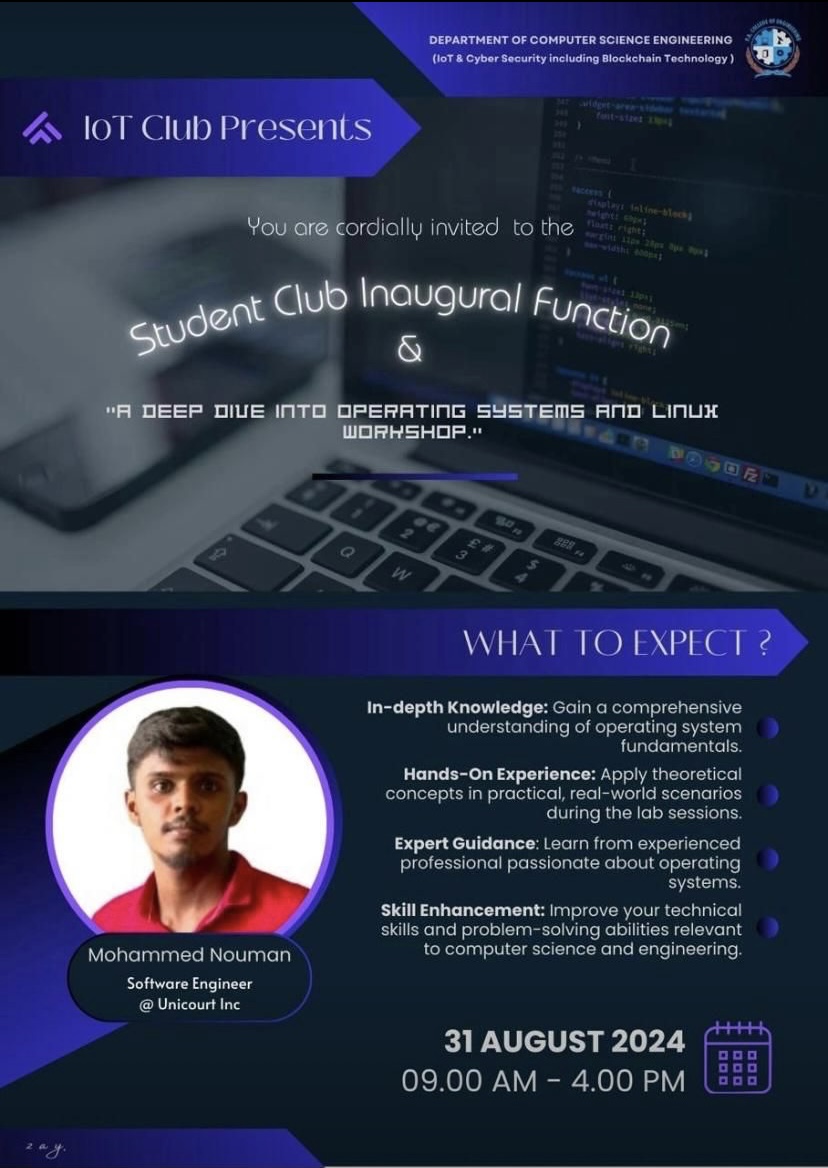 DEPARTMENT OF COMPUTER SCIENCE ENGINEERING
(IoT & Cyber Security including Blockchain Technology )
IoT Club Presents
You are cordially invited to the
Student Club Inaugural Function
&
"A DEEP DIVE INTO OPERATING SYSTEMS AND LINUX
WORKSHOP."
WHAT TO EXPECT ?
In-depth Knowledge: Gain a comprehensive
understanding of operating system
fundamentals.
Hands-On Experience: Apply theoretical
concepts in practical, real-world scenarios
during the lab sessions.
Expert Guidance: Learn from experienced
professional passionate about operating
systems.
Skill Enhancement: Improve your technical
skills and problem-solving abilities relevant
to computer science and engineering.
Mohammed Nouman
Software Engineer
@ Unicourt Inc
31 AUGUST 2024
09.00 AM - 4.00 PM
zay.